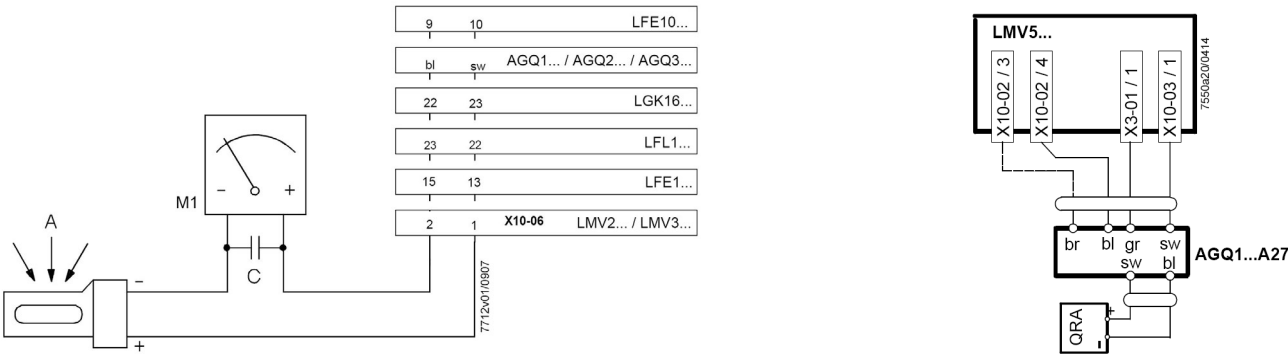 9 10 LFE10...
bl sw AGQ1... / AGQ2... / AGQ3...
22 23 LGK16...
23 22 LFL1...
15 13 LFE1...
2 1 X10-06 LMV2... / LMV3...
M1
- +
A
C
-
+
7712v01/0907
LMV5...
X10-02 / 3
X10-02 / 4
X3-01 / 1
X10-03 / 1
7550a20/0414
br bl gr sw
sw bl
AGQ1...A27
QRA
+
-